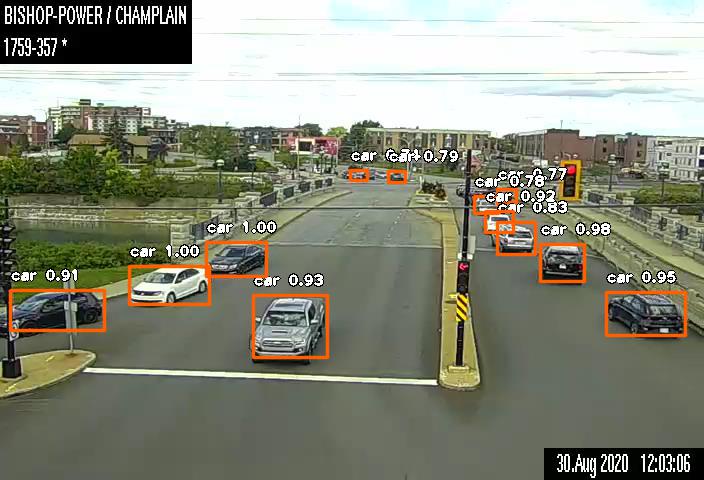 BISHOP-POWER / CHAMPLAIN
1759-357 *
car 0.79
car 0.77
car 0.78
car 0.92
car 0.83
car 1.00
car 0.98
car 1.00
car 0.91
car 0.93
car 0.95
30.Aug 2020 12:03:06